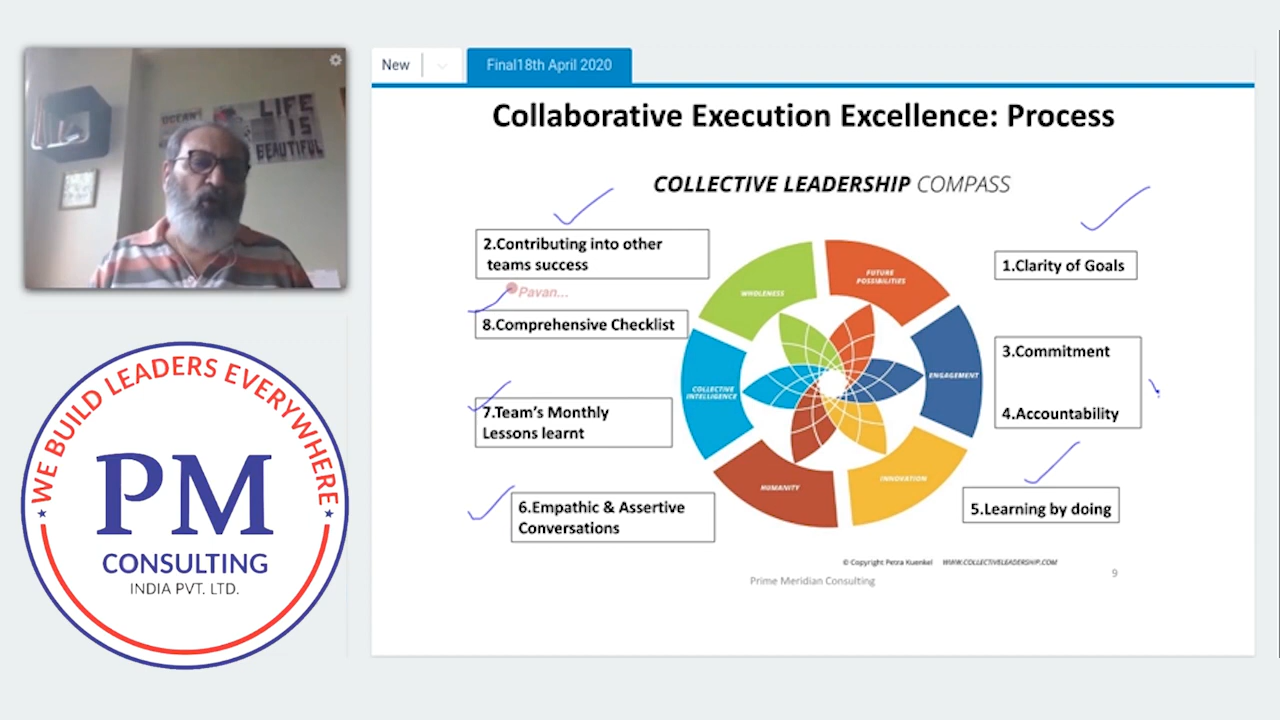 LIFE
IS
BEAUTIFUL
New
Final18th April 2020
Collaborative Execution Excellence: Process
COLLECTIVE LEADERSHIP COMPASS
2.Contributing into other
teams success
Pavan...
8.Comprehensive Checklist
7.Team's Monthly
Lessons learnt
6.Empathic & Assertive
Conversations
1.Clarity of Goals
3.Commitment
4.Accountability
5.Learning by doing
WHOLENESS
FUTURE
POSSIBILITIES
ENGAGEMENT
INNOVATION
HUMANITY
COLLECTIVE
INTELLIGENCE
© Copyright Petra Kuenkel WWW.COLLECTIVELEADERSHIP.COM
Prime Meridian Consulting
9
WE BUILD LEADERS EVERYWHERE
PM
CONSULTING
INDIA PVT. LTD.